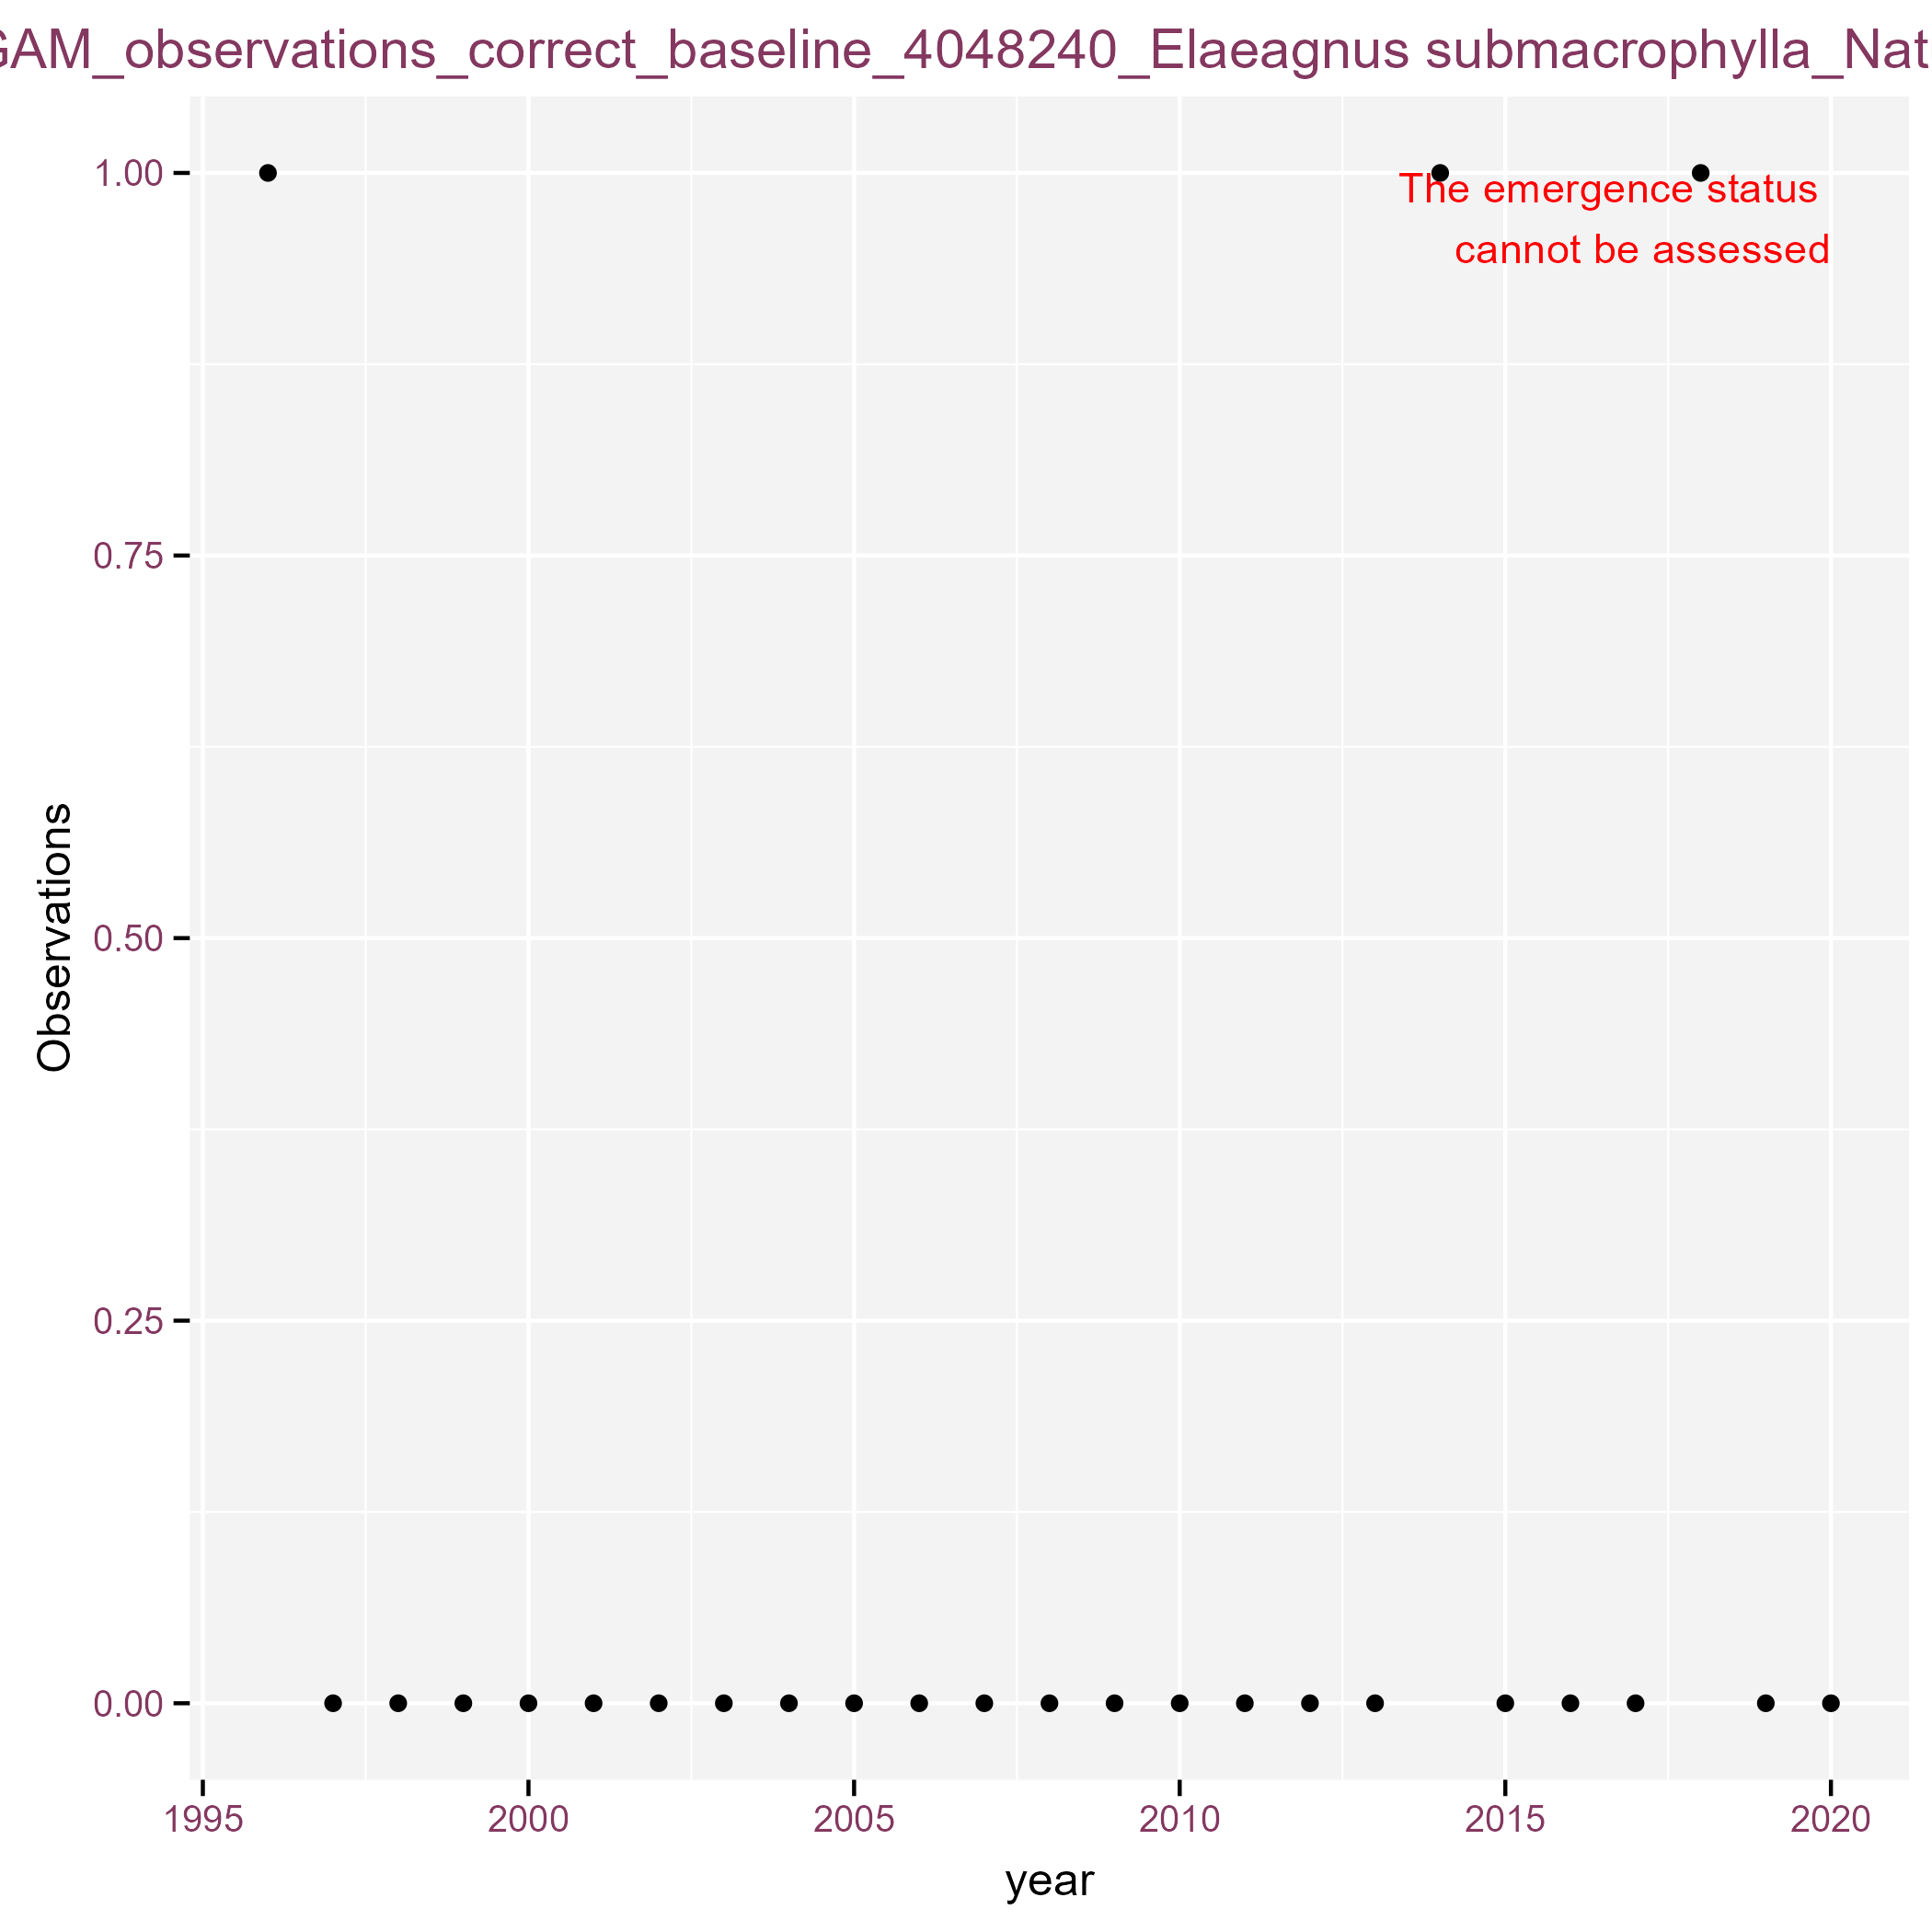 GAM_observations_correct_baseline_4048240_Elaeagnus submacrophylla_Nat
1.00
The emergence status
cannot be assessed
0.75
0.50
0.25
0.00
Observations
1995 2000 2005 2010 2015 2020
year